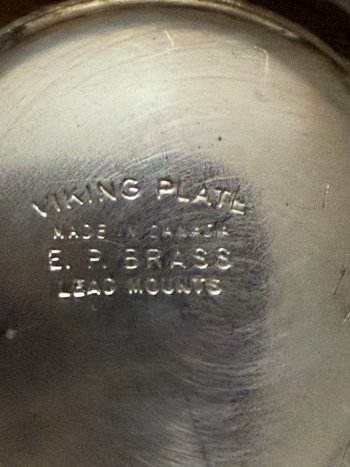 VIKING PLATE
MADE IN CANADA
E. P. BRASS
LEAD MOUNTS